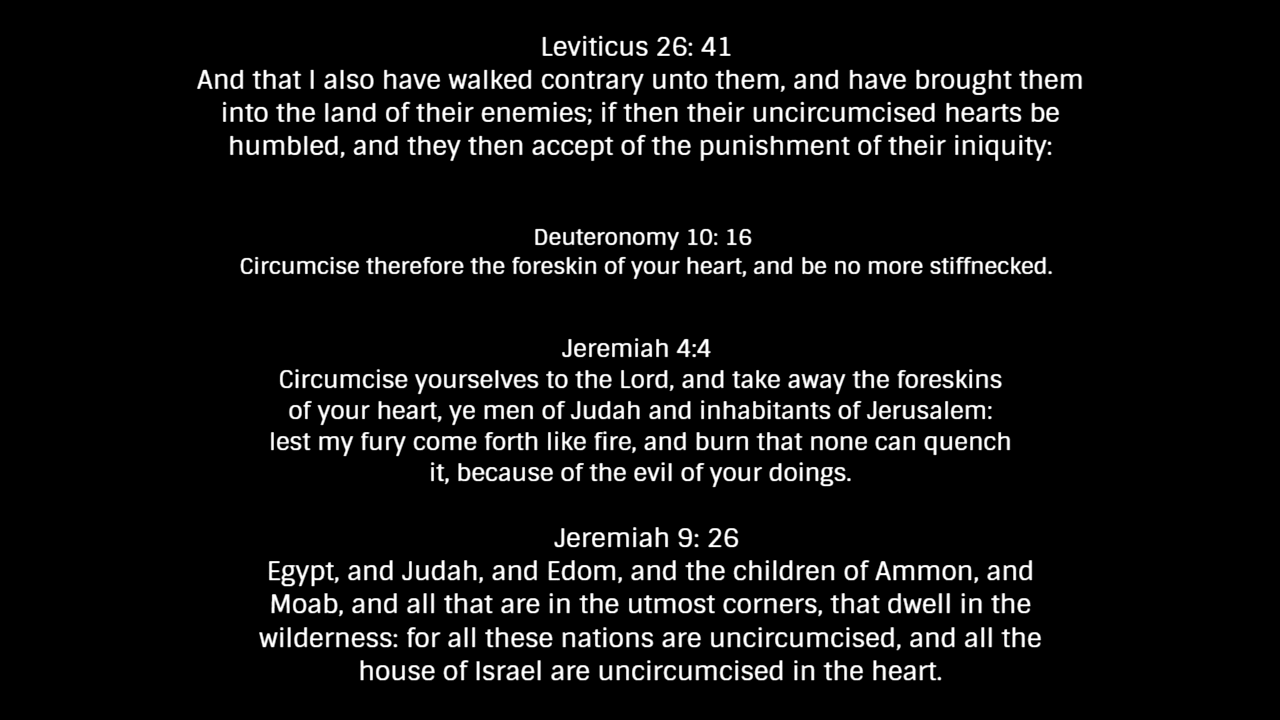 Leviticus 26: 41
And that I also have walked contrary unto them, and have brought them
into the land of their enemies; if then their uncircumcised hearts be
humbled, and they then accept of the punishment of their iniquity:
Deuteronomy 10: 16
Circumcise therefore the foreskin of your heart, and be no more stiffnecked.
Jeremiah 4:4
Circumcise yourselves to the Lord, and take away the foreskins
of your heart, ye men of Judah and inhabitants of Jerusalem:
lest my fury come forth like fire, and burn that none can quench
it, because of the evil of your doings.
Jeremiah 9: 26
Egypt, and Judah, and Edom, and the children of Ammon, and
Moab, and all that are in the utmost corners, that dwell in the
wilderness: for all these nations are uncircumcised, and all the
house of Israel are uncircumcised in the heart.